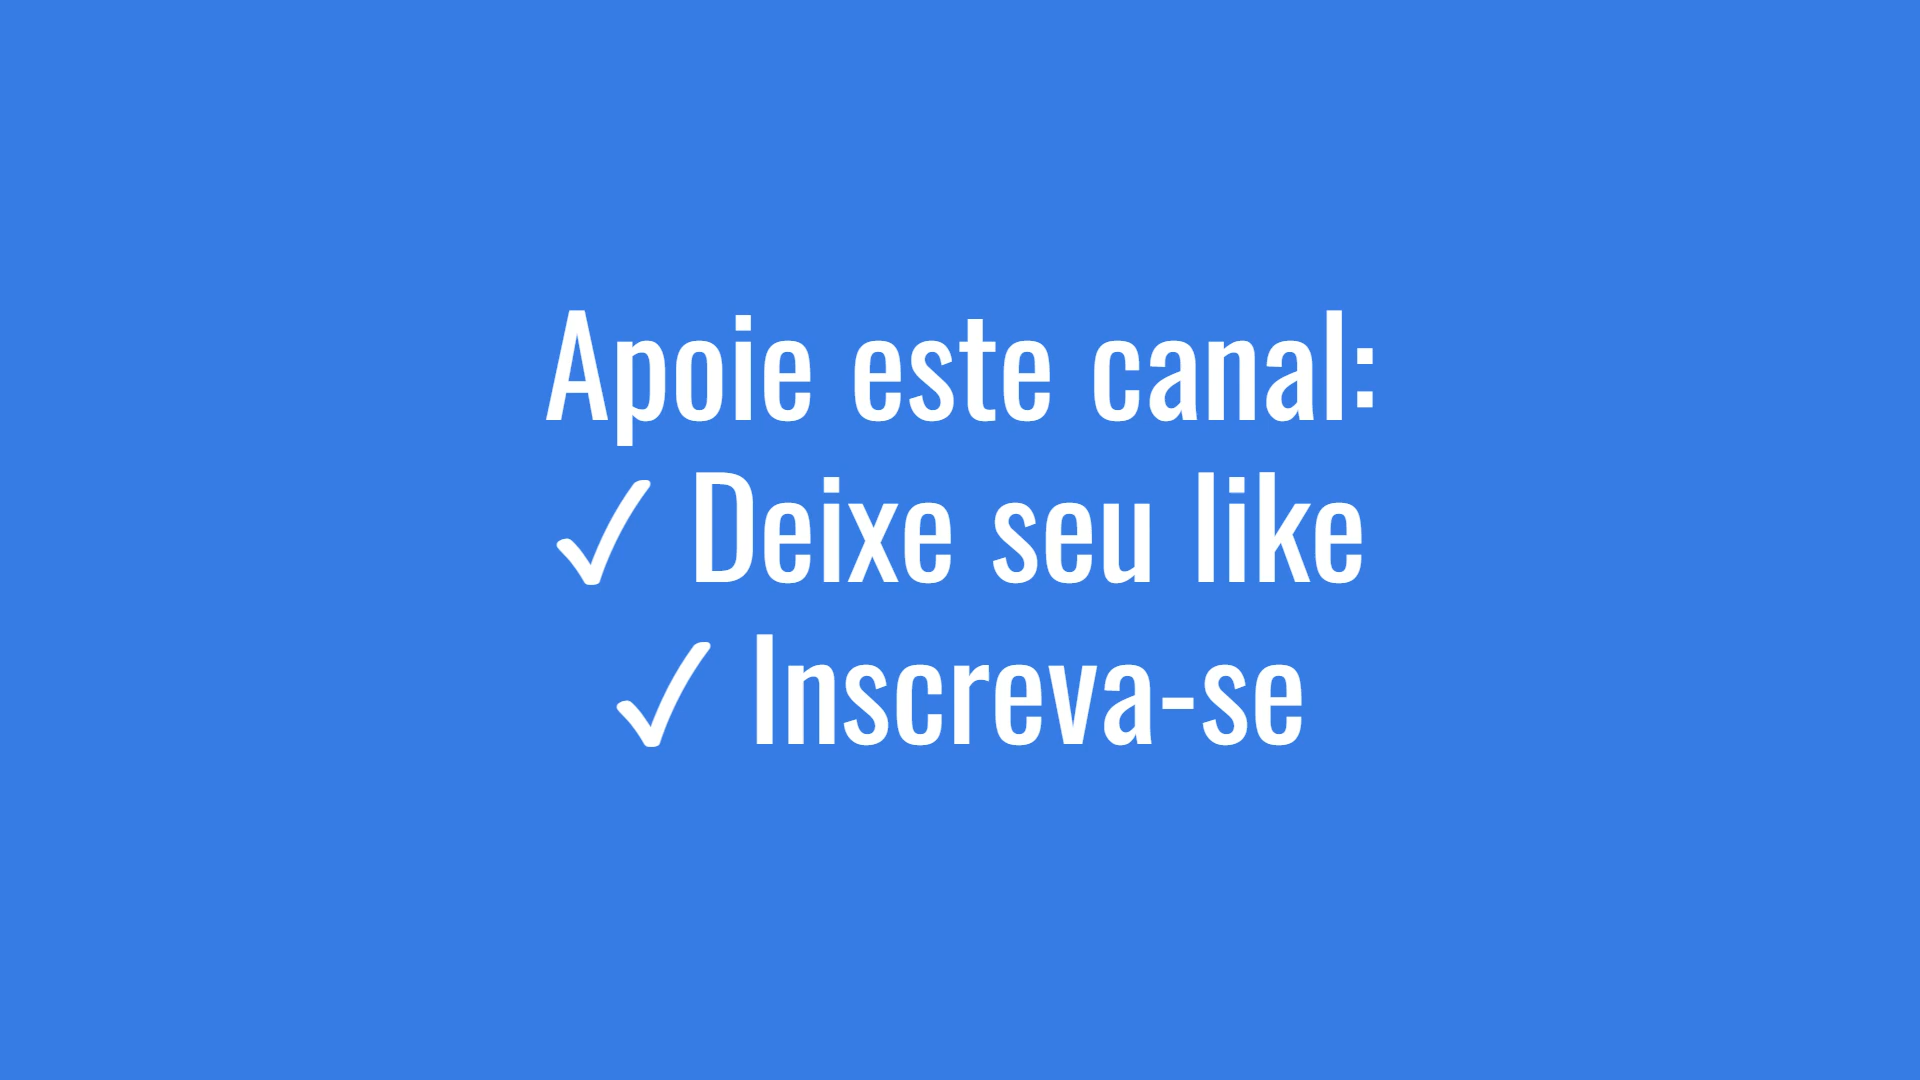 Apoie este canal:
✓ Deixe seu like
✓ Inscreva-se